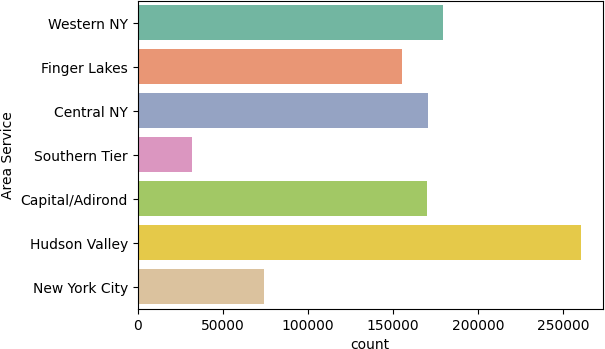 Area Service
Western NY
Finger Lakes
Central NY
Southern Tier
Capital/Adirond
Hudson Valley
New York City
0 50000 100000 150000 200000 250000
count